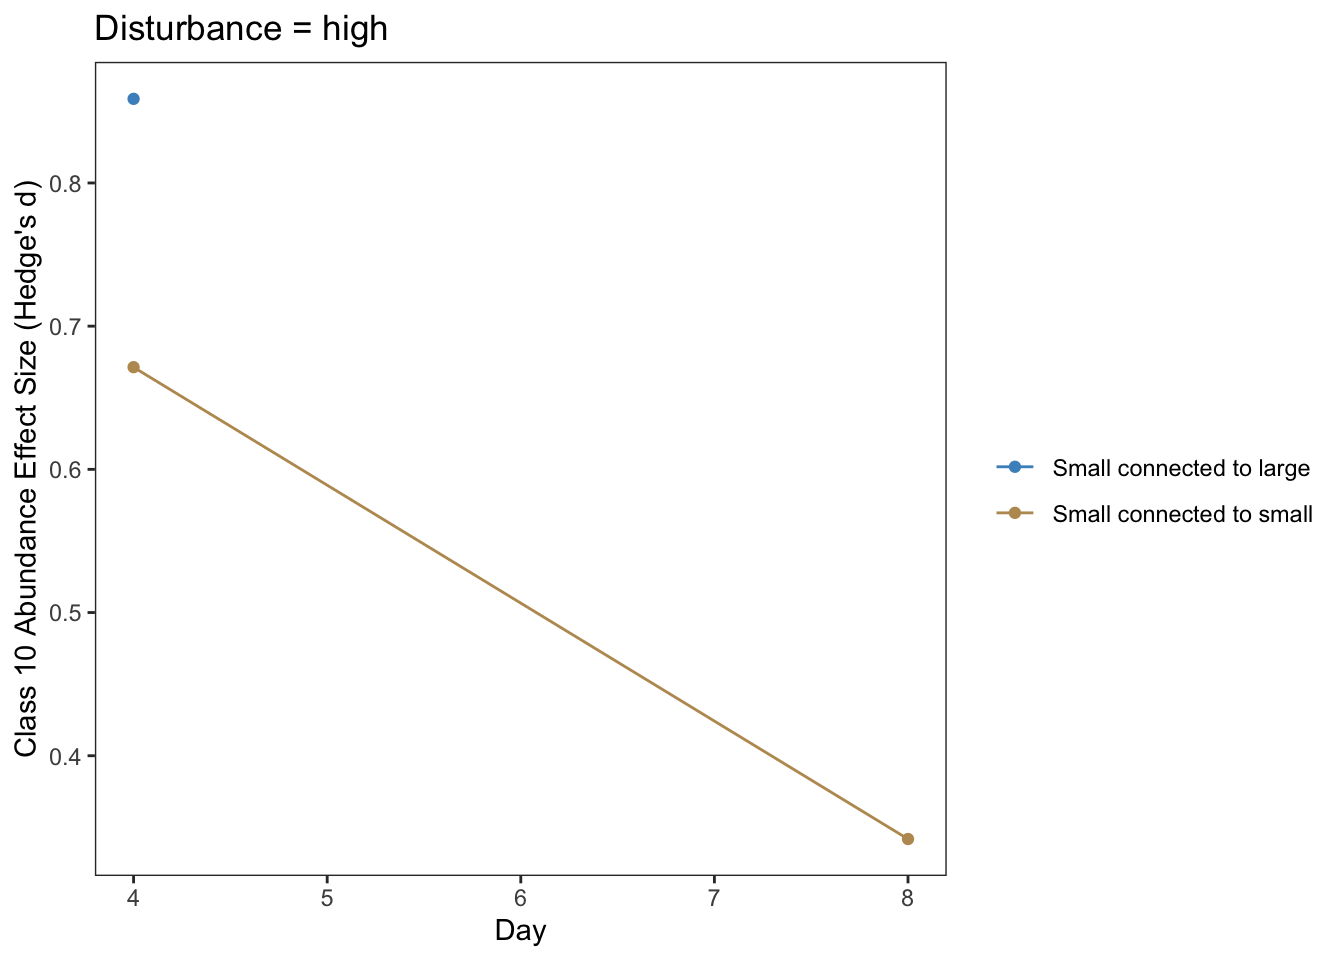 Disturbance = high
Class 10 Abundance Effect Size (Hedge's d)
0.8
0.7
0.6
0.5
0.4
4 5 6 7 8
Day
Small connected to large
Small connected to small